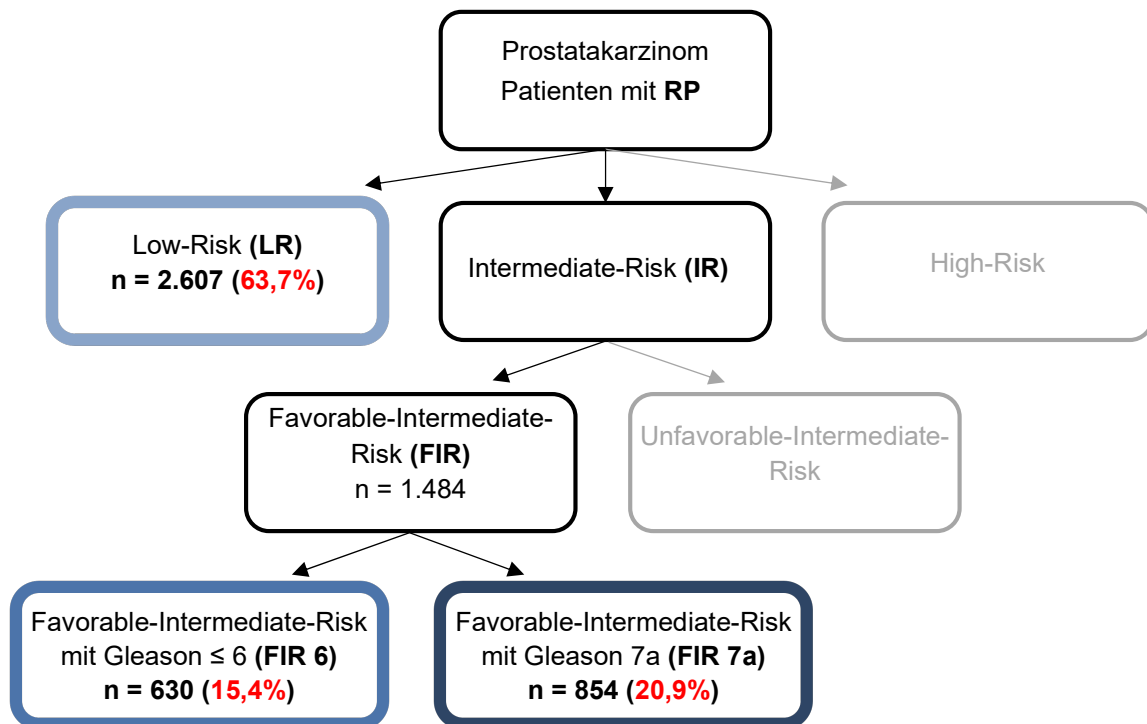 Prostatakarzinom
Patienten mit RP
Low-Risk (LR)
n = 2.607 (63,7%)
Intermediate-Risk (IR)
High-Risk
Favorable-Intermediate-
Risk (FIR)
n = 1.484
Unfavorable-Intermediate-
Risk
Favorable-Intermediate-Risk
mit Gleason ≤ 6 (FIR 6)
n = 630 (15,4%)
Favorable-Intermediate-Risk
mit Gleason 7a (FIR 7a)
n = 854 (20,9%)